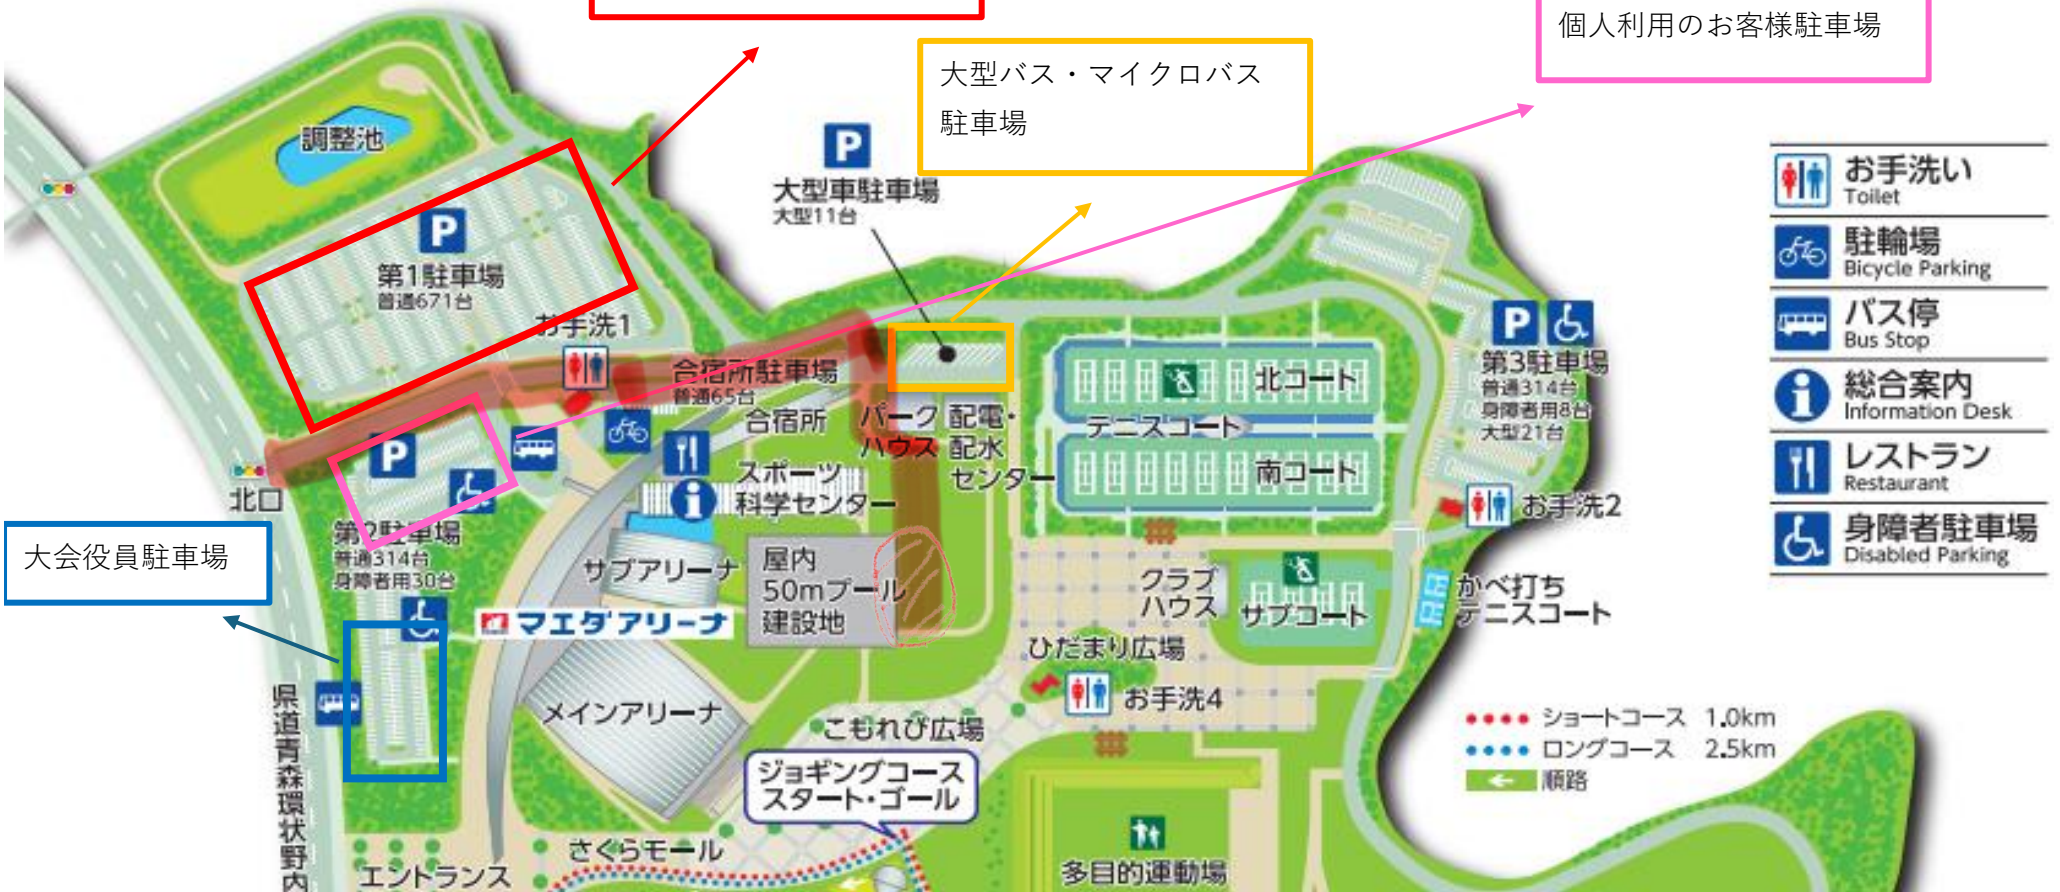 個人利用のお客様駐車場
大型バス・マイクロバス
駐車場
調整池
P
大型車駐車場
大型11台
P
第1駐車場
普通671台
お手洗1
合宿所駐車場
普通65台
合宿所
パーク
ハウス
配電・
配水
センター
北コート
テニスコート
南コート
P
第3駐車場
普通314台
身障者用8台
大型21台
お手洗2
お手洗い
Toilet
駐輪場
Bicycle Parking
バス停
Bus Stop
総合案内
Information Desk
レストラン
Restaurant
身障者駐車場
Disabled Parking
北口
P
第2駐車場
普通314台
身障者用30台
大会役員駐車場
スポーツ
科学センター
サブアリーナ
屋内
50mプール
建設地
マエダアリーナ
メインアリーナ
クラブ
ハウス
サブコート
かべ打ち
テニスコート
ひだまり広場
お手洗4
こもれび広場
ジョギングコース
スタート・ゴール
ショートコース 1.0km
ロングコース 2.5km
順路
県道青森環状野内
さくらモール
エントランス
多目的運動場